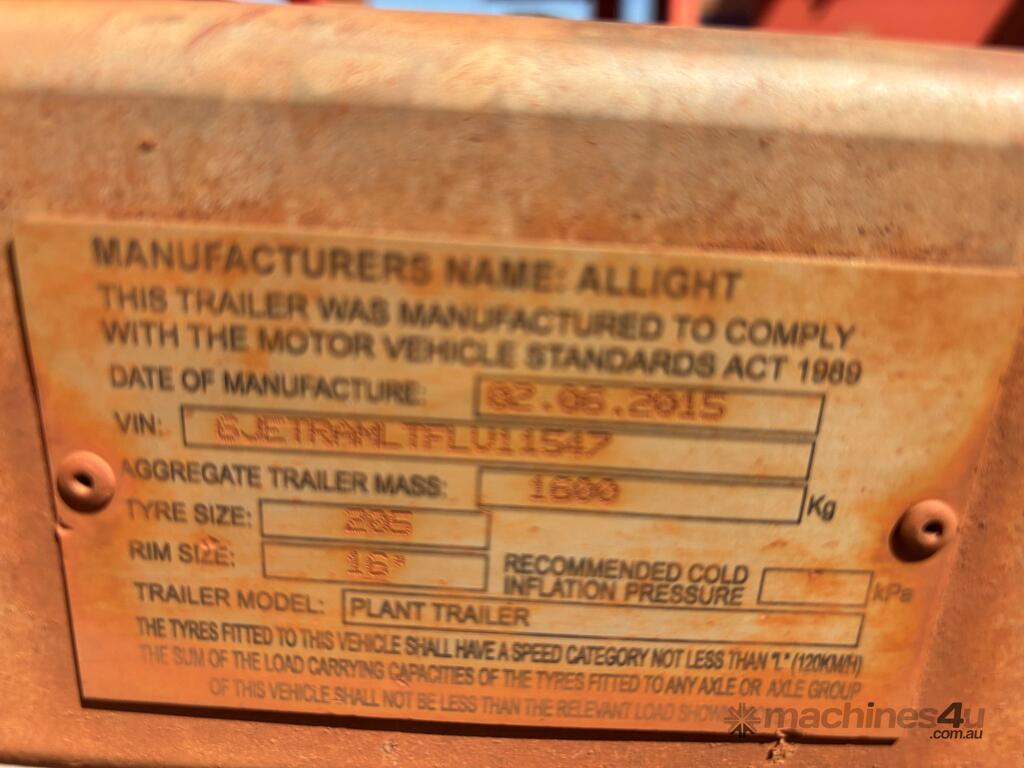 MANUFACTURERS NAME: ALLIGHT
THIS TRAILER WAS MANUFACTURED TO COMPLY
WITH THE MOTOR VEHICLE STANDARDS ACT 1989
DATE OF MANUFACTURE: 02.06.2015
VIN: 6JETRAMLTFLU11547
AGGREGATE TRAILER MASS: 1600 Kg
TYRE SIZE: 205
RIM SIZE: 16"
RECOMMENDED COLD
INFLATION PRESSURE kPa
TRAILER MODEL: PLANT TRAILER
THE TYRES FITTED TO THIS VEHICLE SHALL HAVE A SPEED CATEGORY NOT LESS THAN "L" (120KM/H)
THE SUM OF THE LOAD CARRYING CAPACITIES OF THE TYRES FITTED TO ANY AXLE OR AXLE GROUP
OF THIS VEHICLE SHALL NOT BE LESS THAN THE RELEVANT LOAD SHOWN
machines4u
.com.au